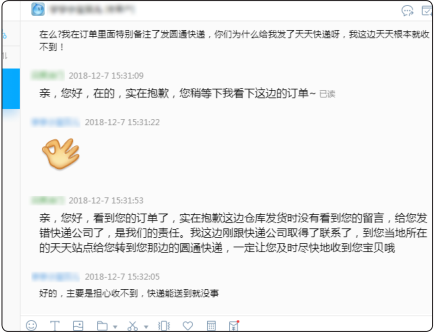 在么?我在订单里面特别备注了发圆通快递，你们为什么给我发了天天快递呀，我这边天天根本就收
不到！
2018-12-7 15:31:09
亲，您好，在的，实在抱歉，您稍等下我看下这边的订单~ 已读
2018-12-7 15:31:22
2018-12-7 15:31:53
亲，您好，看到您的订单了，实在抱歉这边仓库发货时没有看到您的留言，给您发
错快递公司了，是我们的责任。我这边刚跟快递公司取得了联系了，到您当地所在
的天天站点给您转到您那边的圆通快递，一定让您及时尽快地收到您宝贝哦
2018-12-7 15:32:05
好的，主要是担心收不到，快递能送到就没事